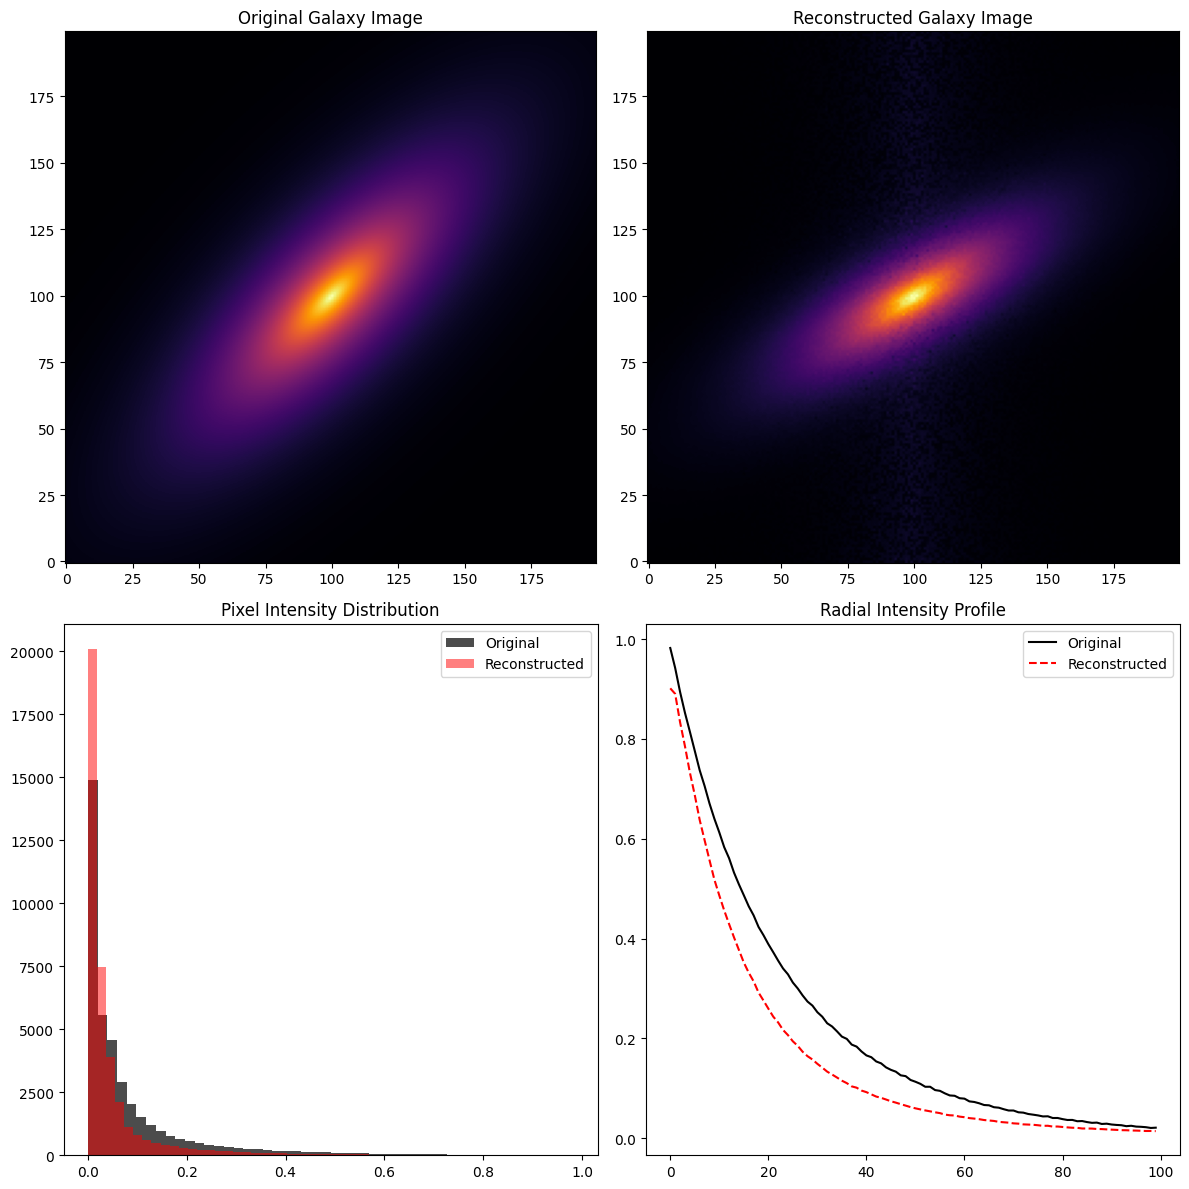 Original Galaxy Image
175
150
125
100
75
50
25
0
0 25 50 75 100 125 150 175
Reconstructed Galaxy Image
175
150
125
100
75
50
25
0
0 25 50 75 100 125 150 175
Pixel Intensity Distribution
Original
Reconstructed
20000
17500
15000
12500
10000
7500
5000
2500
0
0.0 0.2 0.4 0.6 0.8 1.0
Radial Intensity Profile
Original
Reconstructed
1.0
0.8
0.6
0.4
0.2
0.0
0 20 40 60 80 100